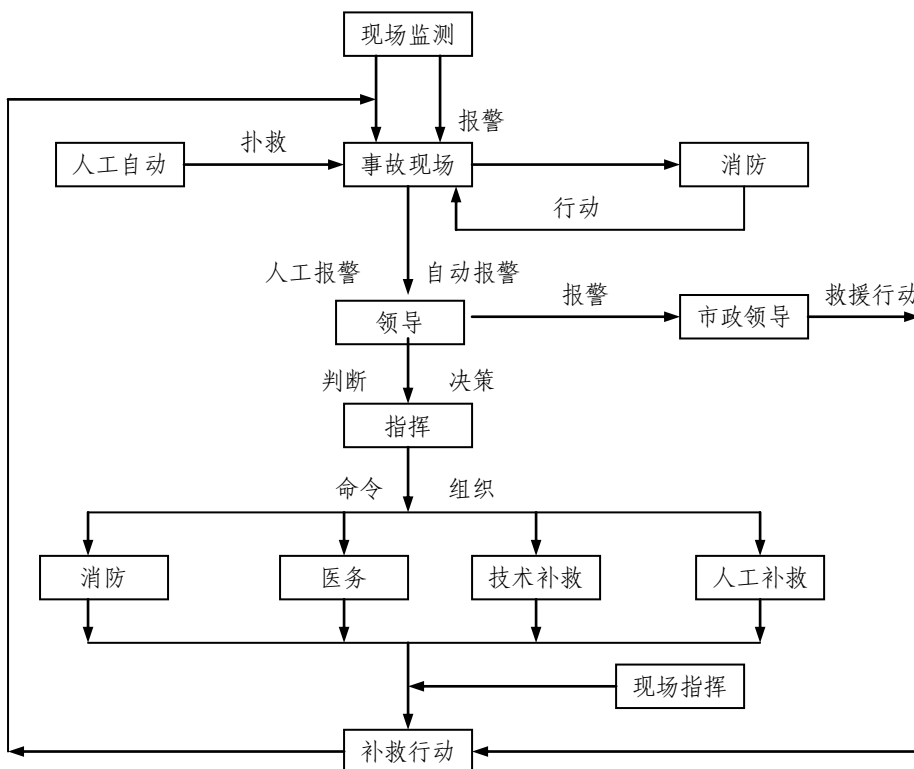 现场监测
报警
扑救
人工自动
事故现场
消防
行动
人工报警
自动报警
报警
救援行动
领导
市政领导
判断
决策
指挥
命令
组织
消防
医务
技术补救
人工补救
现场指挥
补救行动